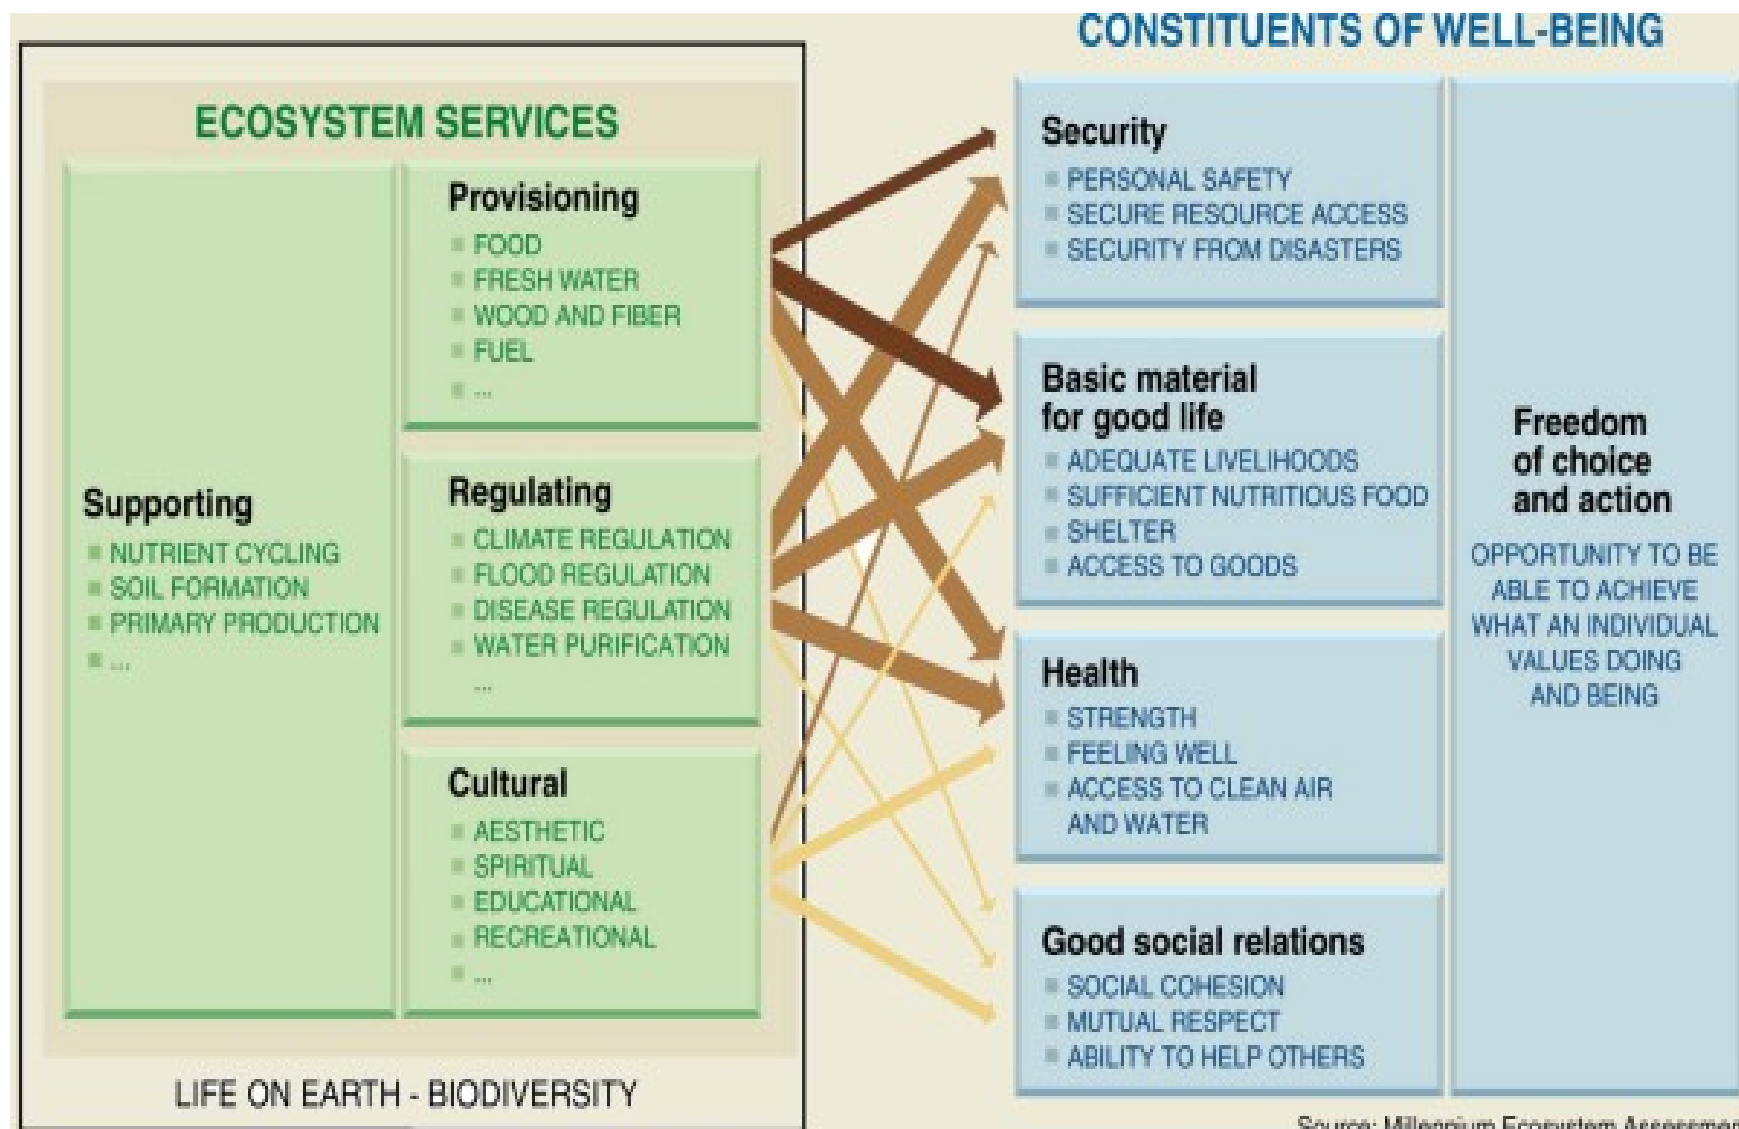 CONSTITUENTS OF WELL-BEING
ECOSYSTEM SERVICES
Supporting
NUTRIENT CYCLING
SOIL FORMATION
PRIMARY PRODUCTION
...
Provisioning
FOOD
FRESH WATER
WOOD AND FIBER
FUEL
...
Regulating
CLIMATE REGULATION
FLOOD REGULATION
DISEASE REGULATION
WATER PURIFICATION
...
Cultural
AESTHETIC
SPIRITUAL
EDUCATIONAL
RECREATIONAL
...
LIFE ON EARTH - BIODIVERSITY
Security
PERSONAL SAFETY
SECURE RESOURCE ACCESS
SECURITY FROM DISASTERS
Basic material
for good life
ADEQUATE LIVELIHOODS
SUFFICIENT NUTRITIOUS FOOD
SHELTER
ACCESS TO GOODS
Health
STRENGTH
FEELING WELL
ACCESS TO CLEAN AIR
AND WATER
Good social relations
SOCIAL COHESION
MUTUAL RESPECT
ABILITY TO HELP OTHERS
Freedom
of choice
and action
OPPORTUNITY TO BE
ABLE TO ACHIEVE
WHAT AN INDIVIDUAL
VALUES DOING
AND BEING
Source: Millennium Ecosystem Assessmen